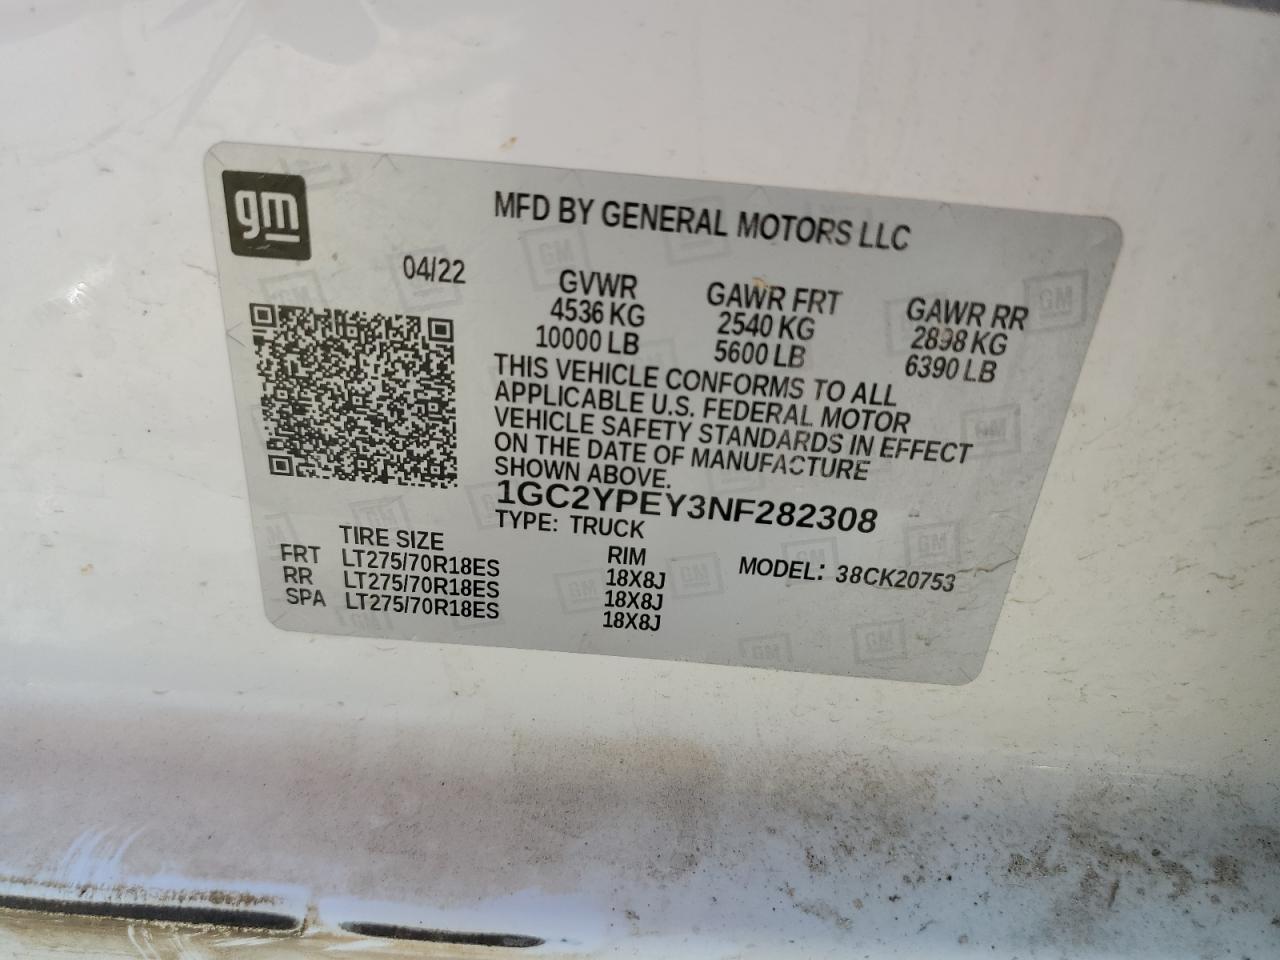 gm
MFD BY GENERAL MOTORS LLC
04/22
GVWR GAWR FRT GAWR RR
4536 KG 2540 KG 2898 KG
10000 LB 5600 LB 6390 LB
THIS VEHICLE CONFORMS TO ALL
APPLICABLE U.S. FEDERAL MOTOR
VEHICLE SAFETY STANDARDS IN EFFECT
ON THE DATE OF MANUFACTURE
SHOWN ABOVE.
1GC2YPEY3NF282308
TYPE: TRUCK
TIRE SIZE RIM MODEL: 38CK20753
FRT LT275/70R18ES 18X8J
RR LT275/70R18ES 18X8J
SPA LT275/70R18ES 18X8J